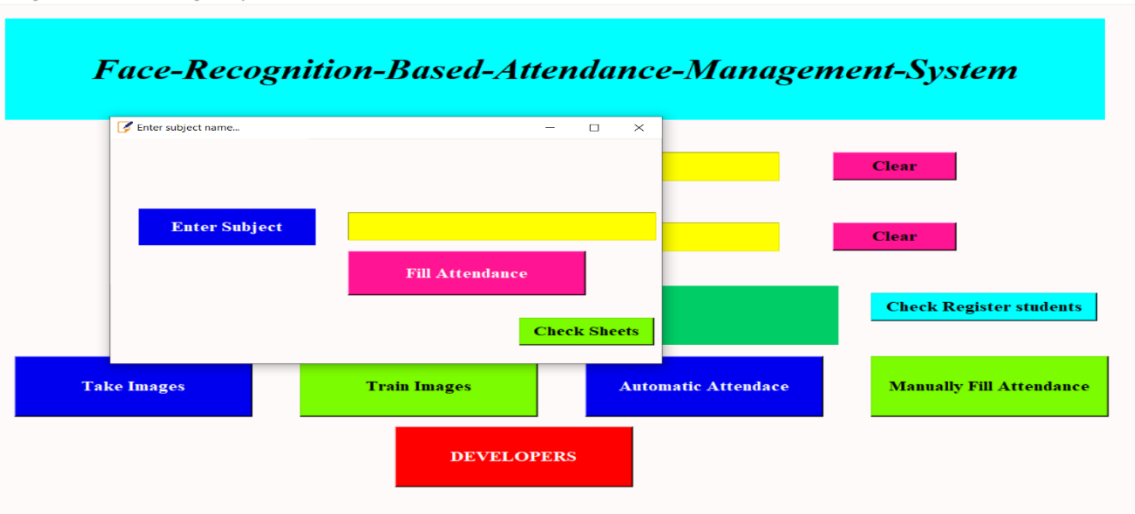 Face-Recognition-Based-Attendance-Management-System
Enter subject name...
Clear
Enter Subject
Clear
Fill Attendance
Check Register students
Check Sheets
Take Images
Train Images
Automatic Attendace
Manually Fill Attendance
DEVELOPERS